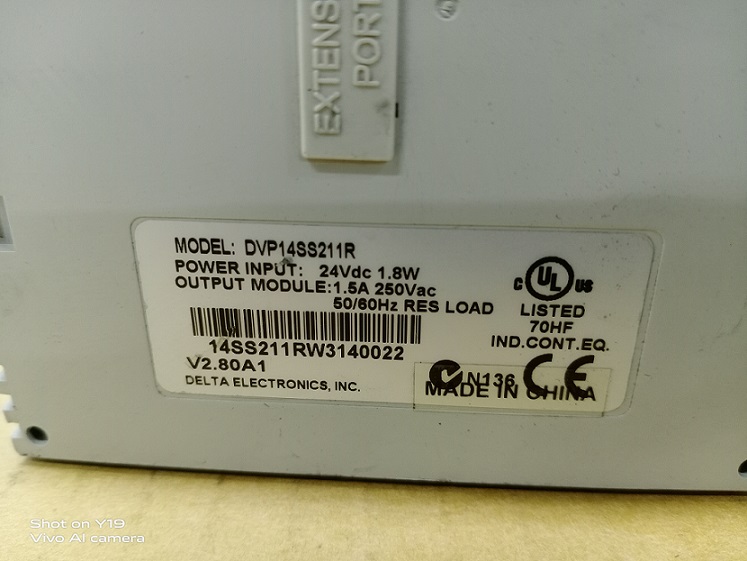 EXTENS
PORT
MODEL: DVP14SS211R
POWER INPUT: 24Vdc 1.8W
OUTPUT MODULE:1.5A 250Vac
50/60Hz RES LOAD
14SS211RW3140022
V2.80A1
DELTA ELECTRONICS, INC.
C UL US
LISTED
70HF
IND.CONT.EQ.
N136 CE
MADE IN CHINA
Shot on Y19
Vivo AI camera